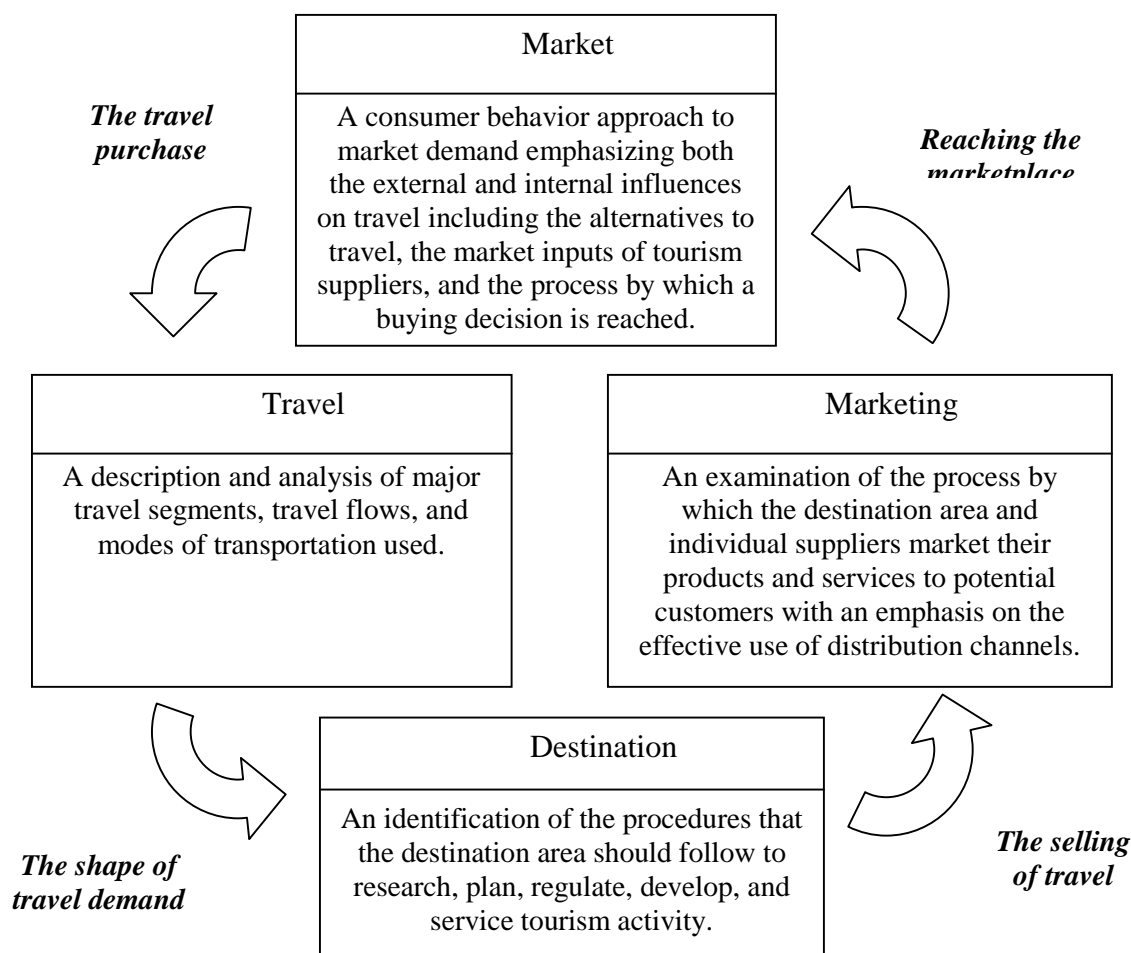 Market
A consumer behavior approach to
market demand emphasizing both
the external and internal influences
on travel including the alternatives to
travel, the market inputs of tourism
suppliers, and the process by which a
buying decision is reached.
The travel
purchase
Reaching the
marketplace
Travel
A description and analysis of major
travel segments, travel flows, and
modes of transportation used.
Marketing
An examination of the process by
which the destination area and
individual suppliers market their
products and services to potential
customers with an emphasis on the
effective use of distribution channels.
Destination
An identification of the procedures that
the destination area should follow to
research, plan, regulate, develop, and
service tourism activity.
The shape of
travel demand
The selling
of travel